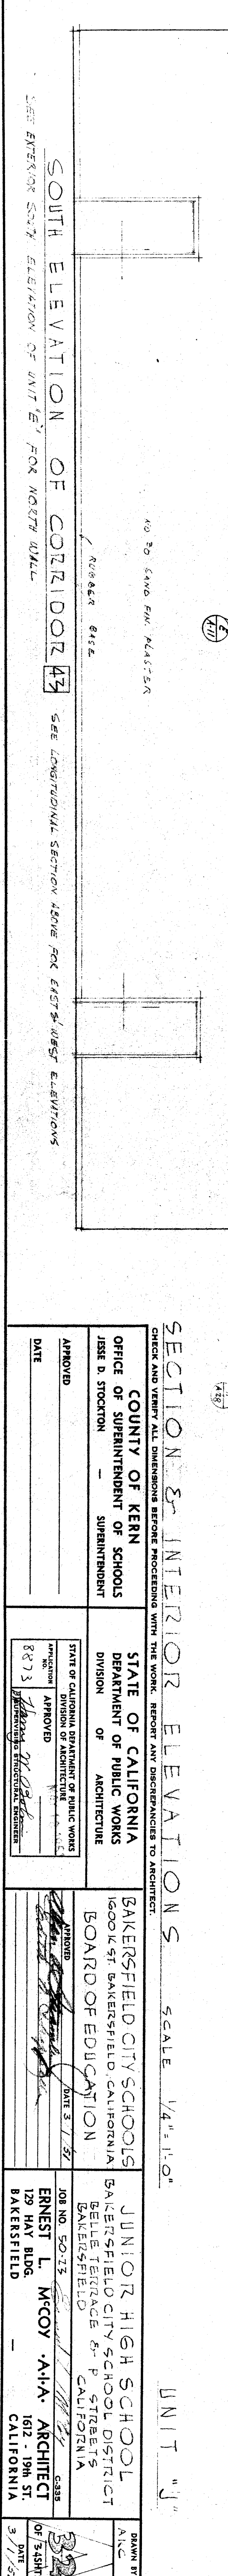 E
A-11
NO 30 SAND FIN. PLASTER
RUBBER BASE
SOUTH ELEVATION OF CORRIDOR 43
SEE LONGITUDINAL SECTION ABOVE FOR EAST & WEST ELEVATIONS
SEE EXTERIOR SOUTH ELEVATION OF UNIT "E" FOR NORTH WALL
A-28
SECTION & INTERIOR ELEVATIONS SCALE 1/4" = 1'-0" UNIT "J"
CHECK AND VERIFY ALL DIMENSIONS BEFORE PROCEEDING WITH THE WORK. REPORT ANY DISCREPANCIES TO ARCHITECT.
COUNTY OF KERN
OFFICE OF SUPERINTENDENT OF SCHOOLS
JESSE D. STOCKTON — SUPERINTENDENT
APPROVED
DATE
STATE OF CALIFORNIA
DEPARTMENT OF PUBLIC WORKS
DIVISION OF ARCHITECTURE
STATE OF CALIFORNIA DEPARTMENT OF PUBLIC WORKS
DIVISION OF ARCHITECTURE
APPLICATION NO.
APPROVED
8873
SUPERVISING STRUCTURAL ENGINEER
BAKERSFIELD CITY SCHOOLS
1600 K ST. BAKERSFIELD, CALIFORNIA
BOARD OF EDUCATION
APPROVED
DATE 3/1/51
JUNIOR HIGH SCHOOL
BAKERSFIELD CITY SCHOOL DISTRICT
BELLE TERRACE & P STREETS
BAKERSFIELD CALIFORNIA
JOB NO. 50-23
C-335
ERNEST L. McCOY • A•I•A• ARCHITECT
129 HAY BLDG. 1612 - 19th ST.
BAKERSFIELD — CALIFORNIA
DRAWN BY
OF 34 SHT
DATE